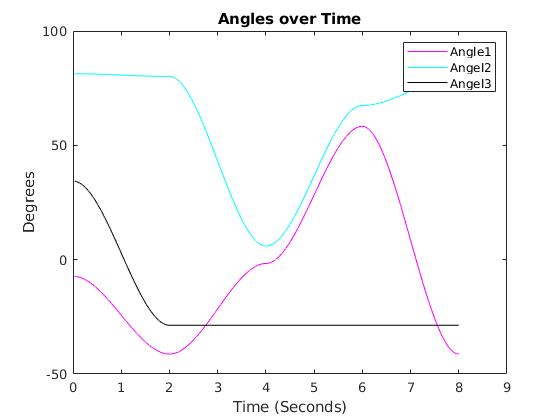 Angles over Time
100
50
0
-50
Degrees
Angle1
Angel2
Angel3
0 1 2 3 4 5 6 7 8 9
Time (Seconds)